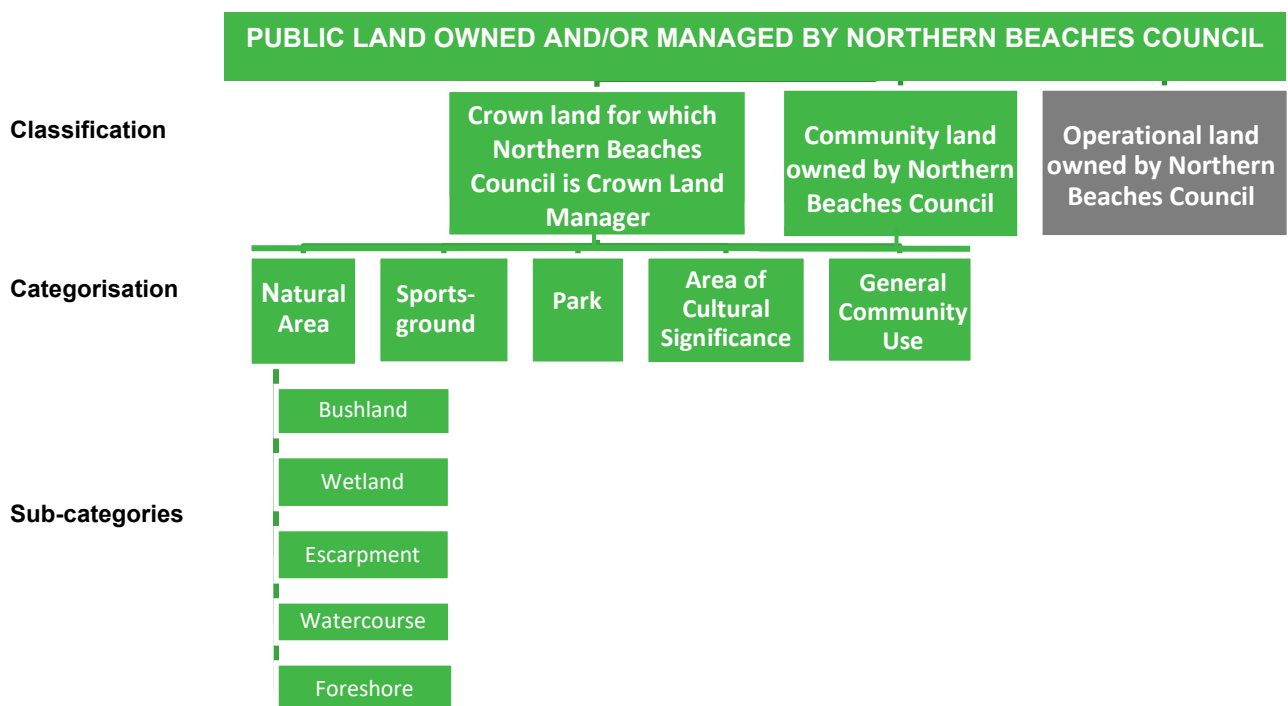 PUBLIC LAND OWNED AND/OR MANAGED BY NORTHERN BEACHES COUNCIL
Classification
Crown land for which
Northern Beaches
Council is Crown Land
Manager
Community land
owned by Northern
Beaches Council
Operational land
owned by Northern
Beaches Council
Categorisation
Natural
Area
Sports-
ground
Park
Area of
Cultural
Significance
General
Community
Use
Sub-categories
Bushland
Wetland
Escarpment
Watercourse
Foreshore